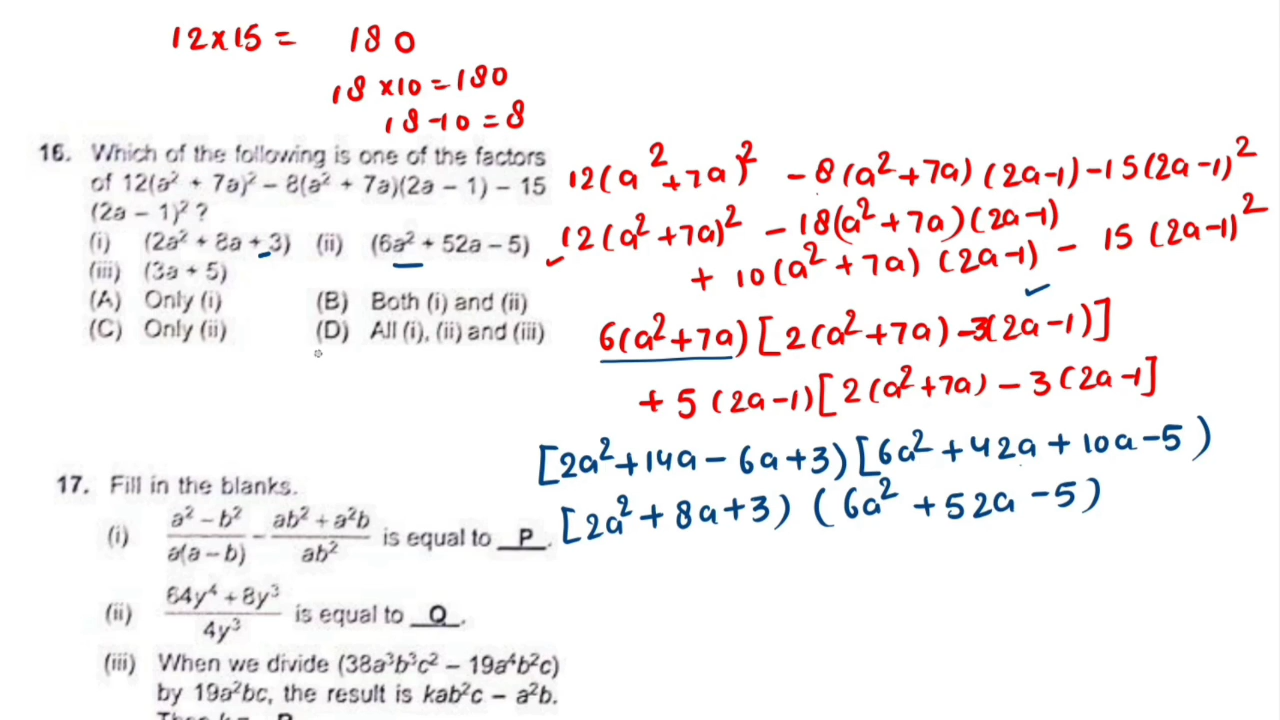 12×15 = 180
18 ×10 = 180
18 -10 = 8
16. Which of the following is one of the factors
of 12(a² + 7a)² – 8(a² + 7a)(2a – 1) – 15
(2a – 1)² ?
(i) (2a² + 8a + 3) (ii) (6a² + 52a – 5)
(iii) (3a + 5)
(A) Only (i) (B) Both (i) and (ii)
(C) Only (ii) (D) All (i), (ii) and (iii)
12(a²+7a)² - 8(a²+7a)(2a-1)-15(2a-1)²
12(a²+7a)² - 18(a²+7a)(2a-1)
+ 10(a²+7a)(2a-1) - 15(2a-1)²
6(a²+7a)[2(a²+7a)-3(2a-1)]
+ 5(2a-1)[2(a²+7a) - 3(2a-1]
[2a²+14a-6a+3)[6a²+42a+10a-5)
[2a²+8a+3)(6a²+52a-5)
17. Fill in the blanks.
(i) a² – b² / a(a – b) – ab² + a²b / ab² is equal to P.
(ii) 64y⁴ + 8y³ / 4y³ is equal to Q.
(iii) When we divide (38a³b³c² – 19a⁴b²c)
by 19a²bc, the result is kab²c – a²b.